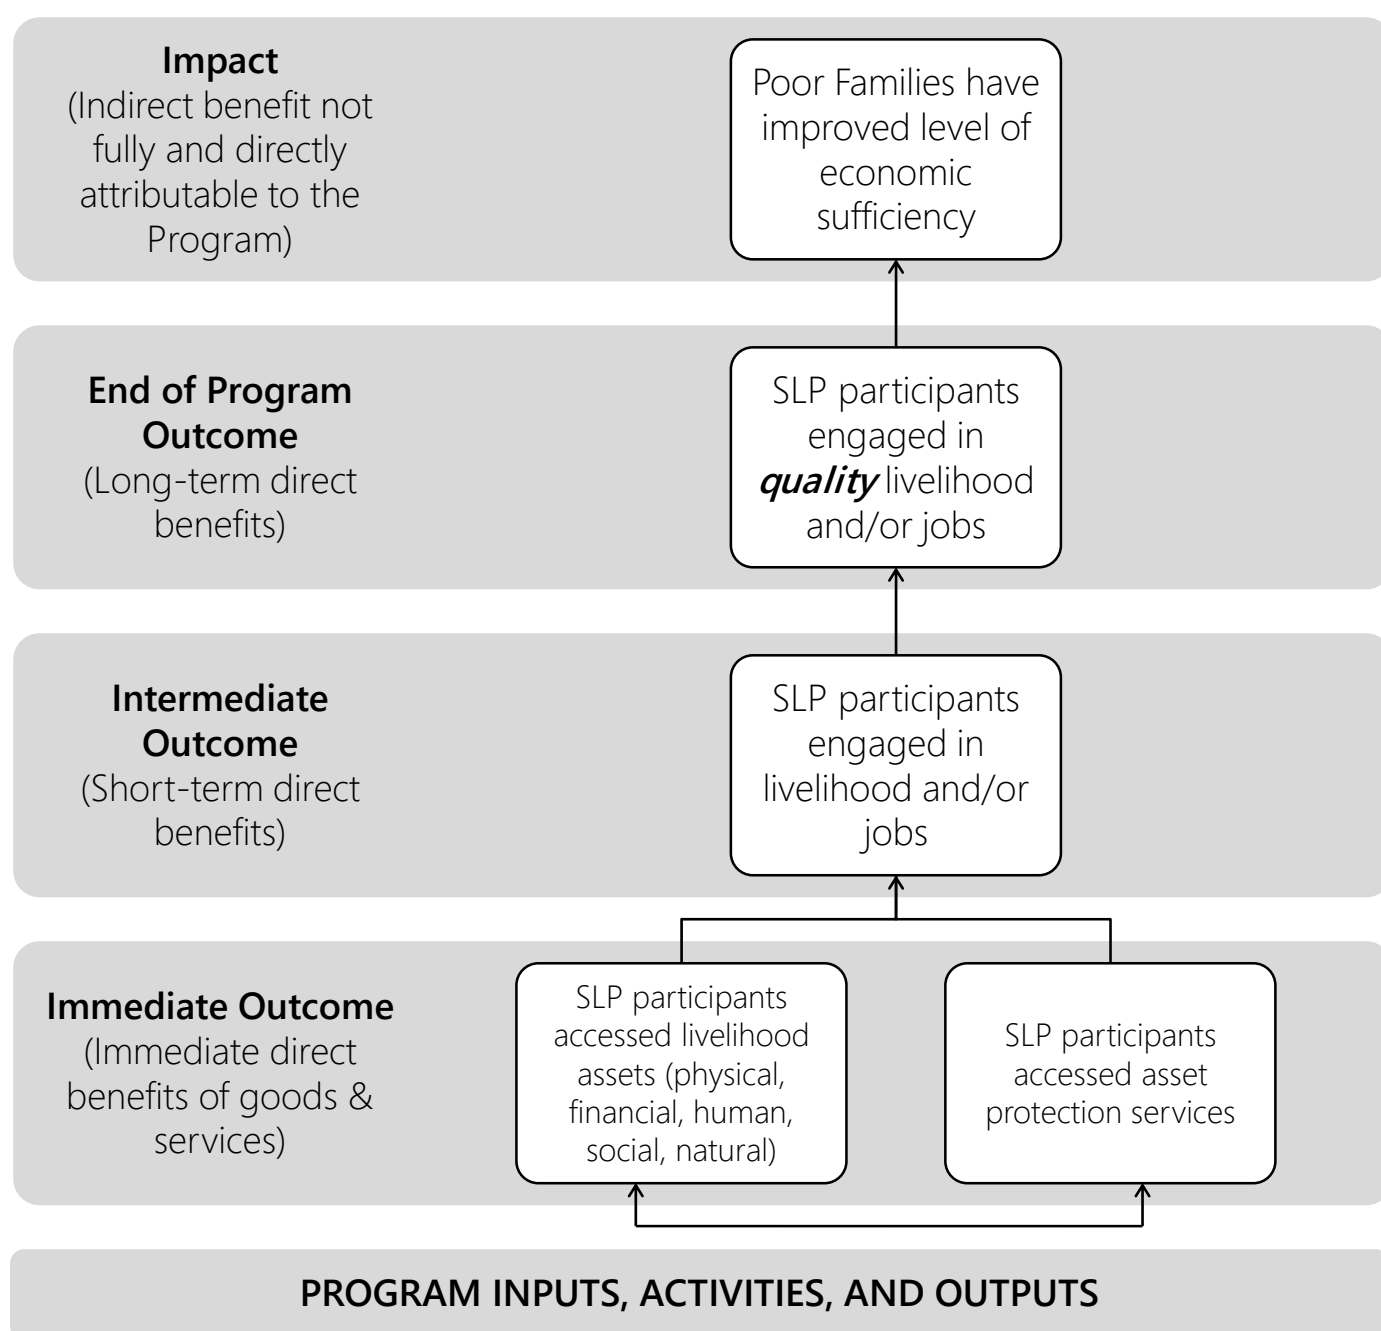 Impact
(Indirect benefit not
fully and directly
attributable to the
Program)
Poor Families have
improved level of
economic
sufficiency
End of Program
Outcome
(Long-term direct
benefits)
SLP participants
engaged in
quality livelihood
and/or jobs
Intermediate
Outcome
(Short-term direct
benefits)
SLP participants
engaged in
livelihood and/or
jobs
Immediate Outcome
(Immediate direct
benefits of goods &
services)
SLP participants
accessed livelihood
assets (physical,
financial, human,
social, natural)
SLP participants
accessed asset
protection services
PROGRAM INPUTS, ACTIVITIES, AND OUTPUTS